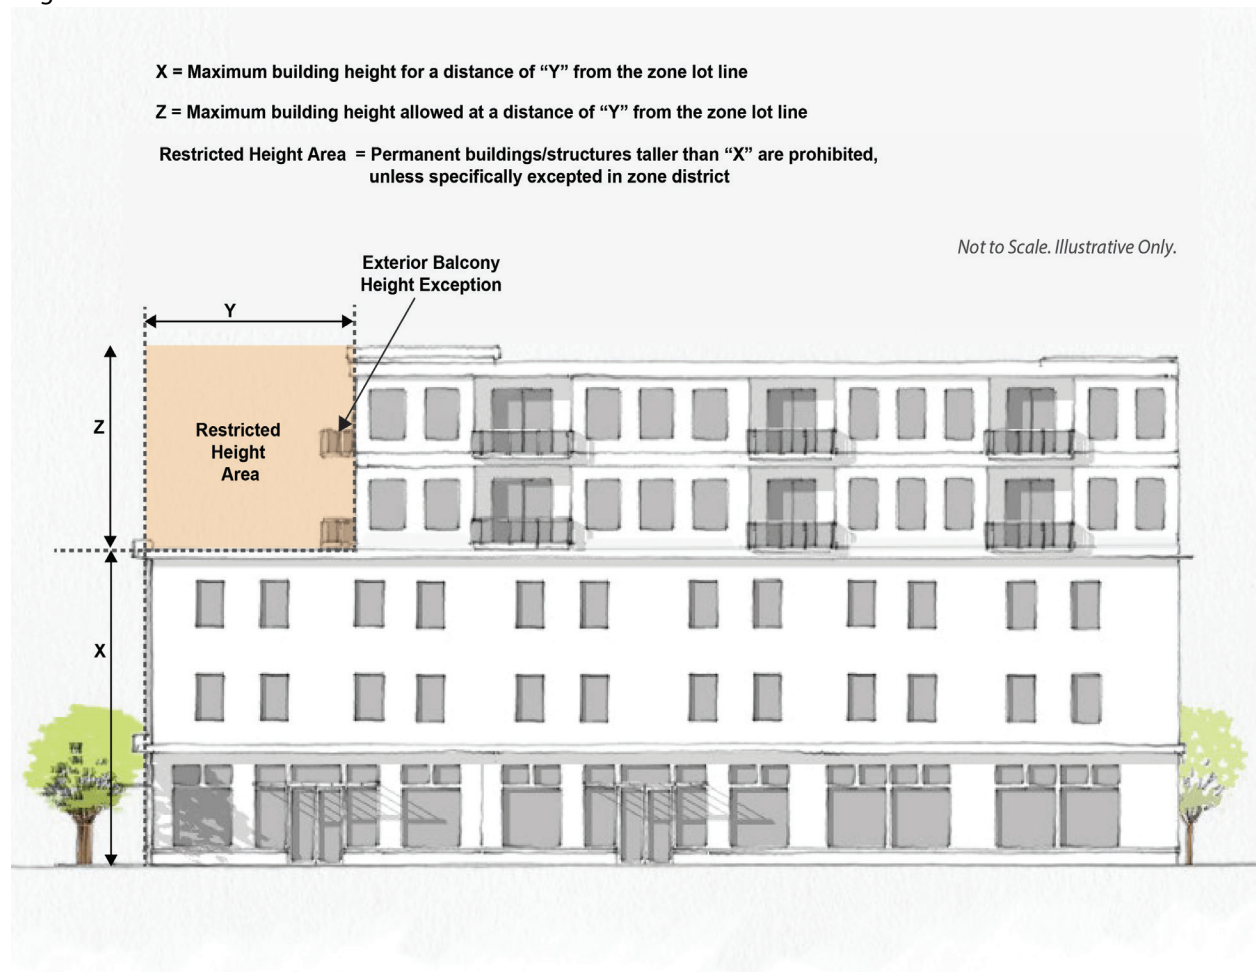 X = Maximum building height for a distance of “Y” from the zone lot line
Z = Maximum building height allowed at a distance of “Y” from the zone lot line
Restricted Height Area = Permanent buildings/structures taller than “X” are prohibited,
unless specifically excepted in zone district
Not to Scale. Illustrative Only.
Exterior Balcony
Height Exception
Y
Z
Restricted
Height
Area
X